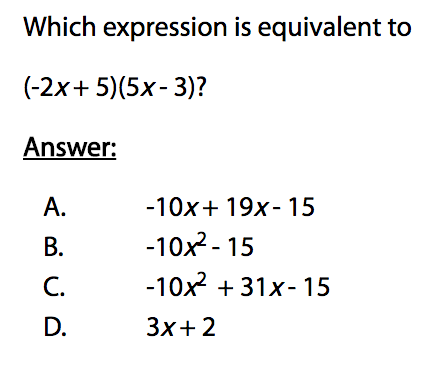 Which expression is equivalent to
(-2x+ 5)(5x- 3)?
Answer:
A. -10x+ 19x- 15
B. -10x² - 15
C. -10x² + 31x- 15
D. 3x+ 2